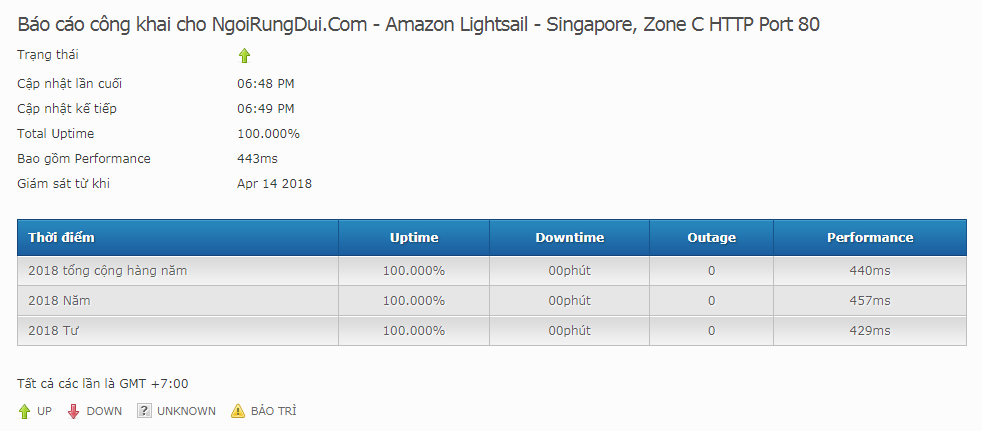 Báo cáo công khai cho NgoiRungDui.Com - Amazon Lightsail - Singapore, Zone C HTTP Port 80
Trạng thái
Cập nhật lần cuối 06:48 PM
Cập nhật kế tiếp 06:49 PM
Total Uptime 100.000%
Bao gồm Performance 443ms
Giám sát từ khi Apr 14 2018
Thời điểm Uptime Downtime Outage Performance
2018 tổng cộng hàng năm 100.000% 00phút 0 440ms
2018 Năm 100.000% 00phút 0 457ms
2018 Tư 100.000% 00phút 0 429ms
Tất cả các lần là GMT +7:00
UP DOWN ? UNKNOWN BẢO TRÌ